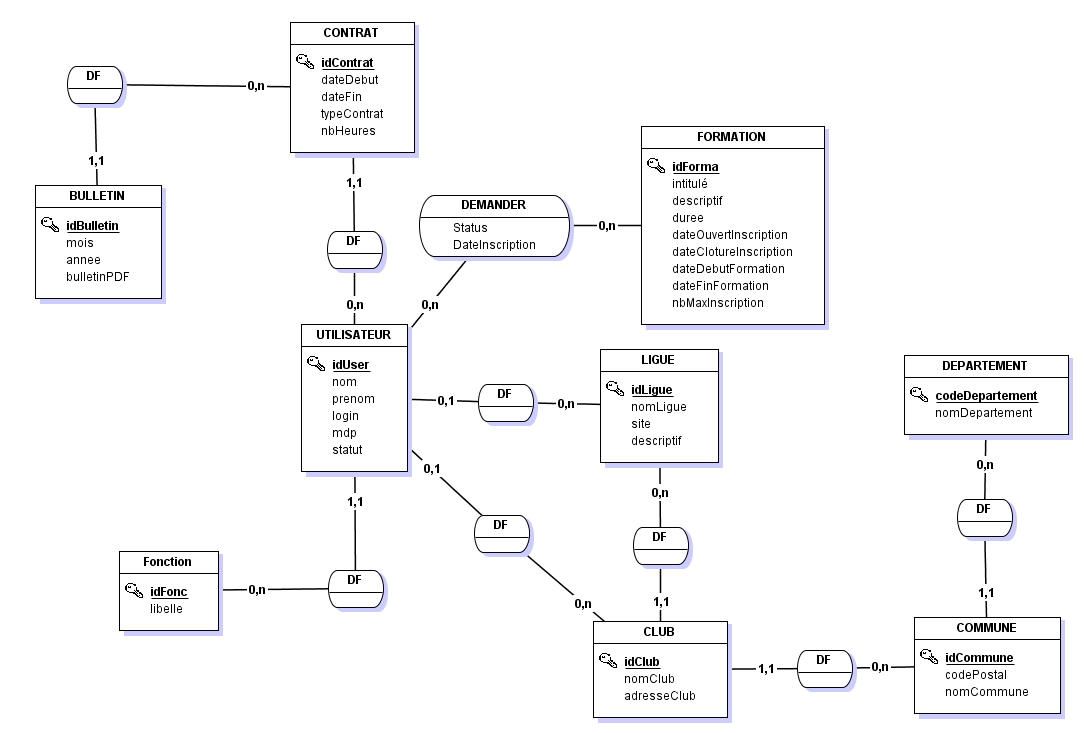 CONTRAT
idContrat
dateDebut
dateFin
typeContrat
nbHeures
DF
0,n
1,1
BULLETIN
idBulletin
mois
annee
bulletinPDF
1,1
DF
0,n
DEMANDER
Status
DateInscription
0,n
0,n
FORMATION
idForma
intitulé
descriptif
duree
dateOuvertInscription
dateClotureInscription
dateDebutFormation
dateFinFormation
nbMaxInscription
UTILISATEUR
idUser
nom
prenom
login
mdp
statut
0,1
DF
0,n
LIGUE
idLigue
nomLigue
site
descriptif
DEPARTEMENT
codeDepartement
nomDepartement
0,1
DF
0,n
0,n
DF
1,1
0,n
DF
1,1
1,1
DF
0,n
Fonction
idFonc
libelle
CLUB
idClub
nomClub
adresseClub
1,1
DF
0,n
COMMUNE
idCommune
codePostal
nomCommune